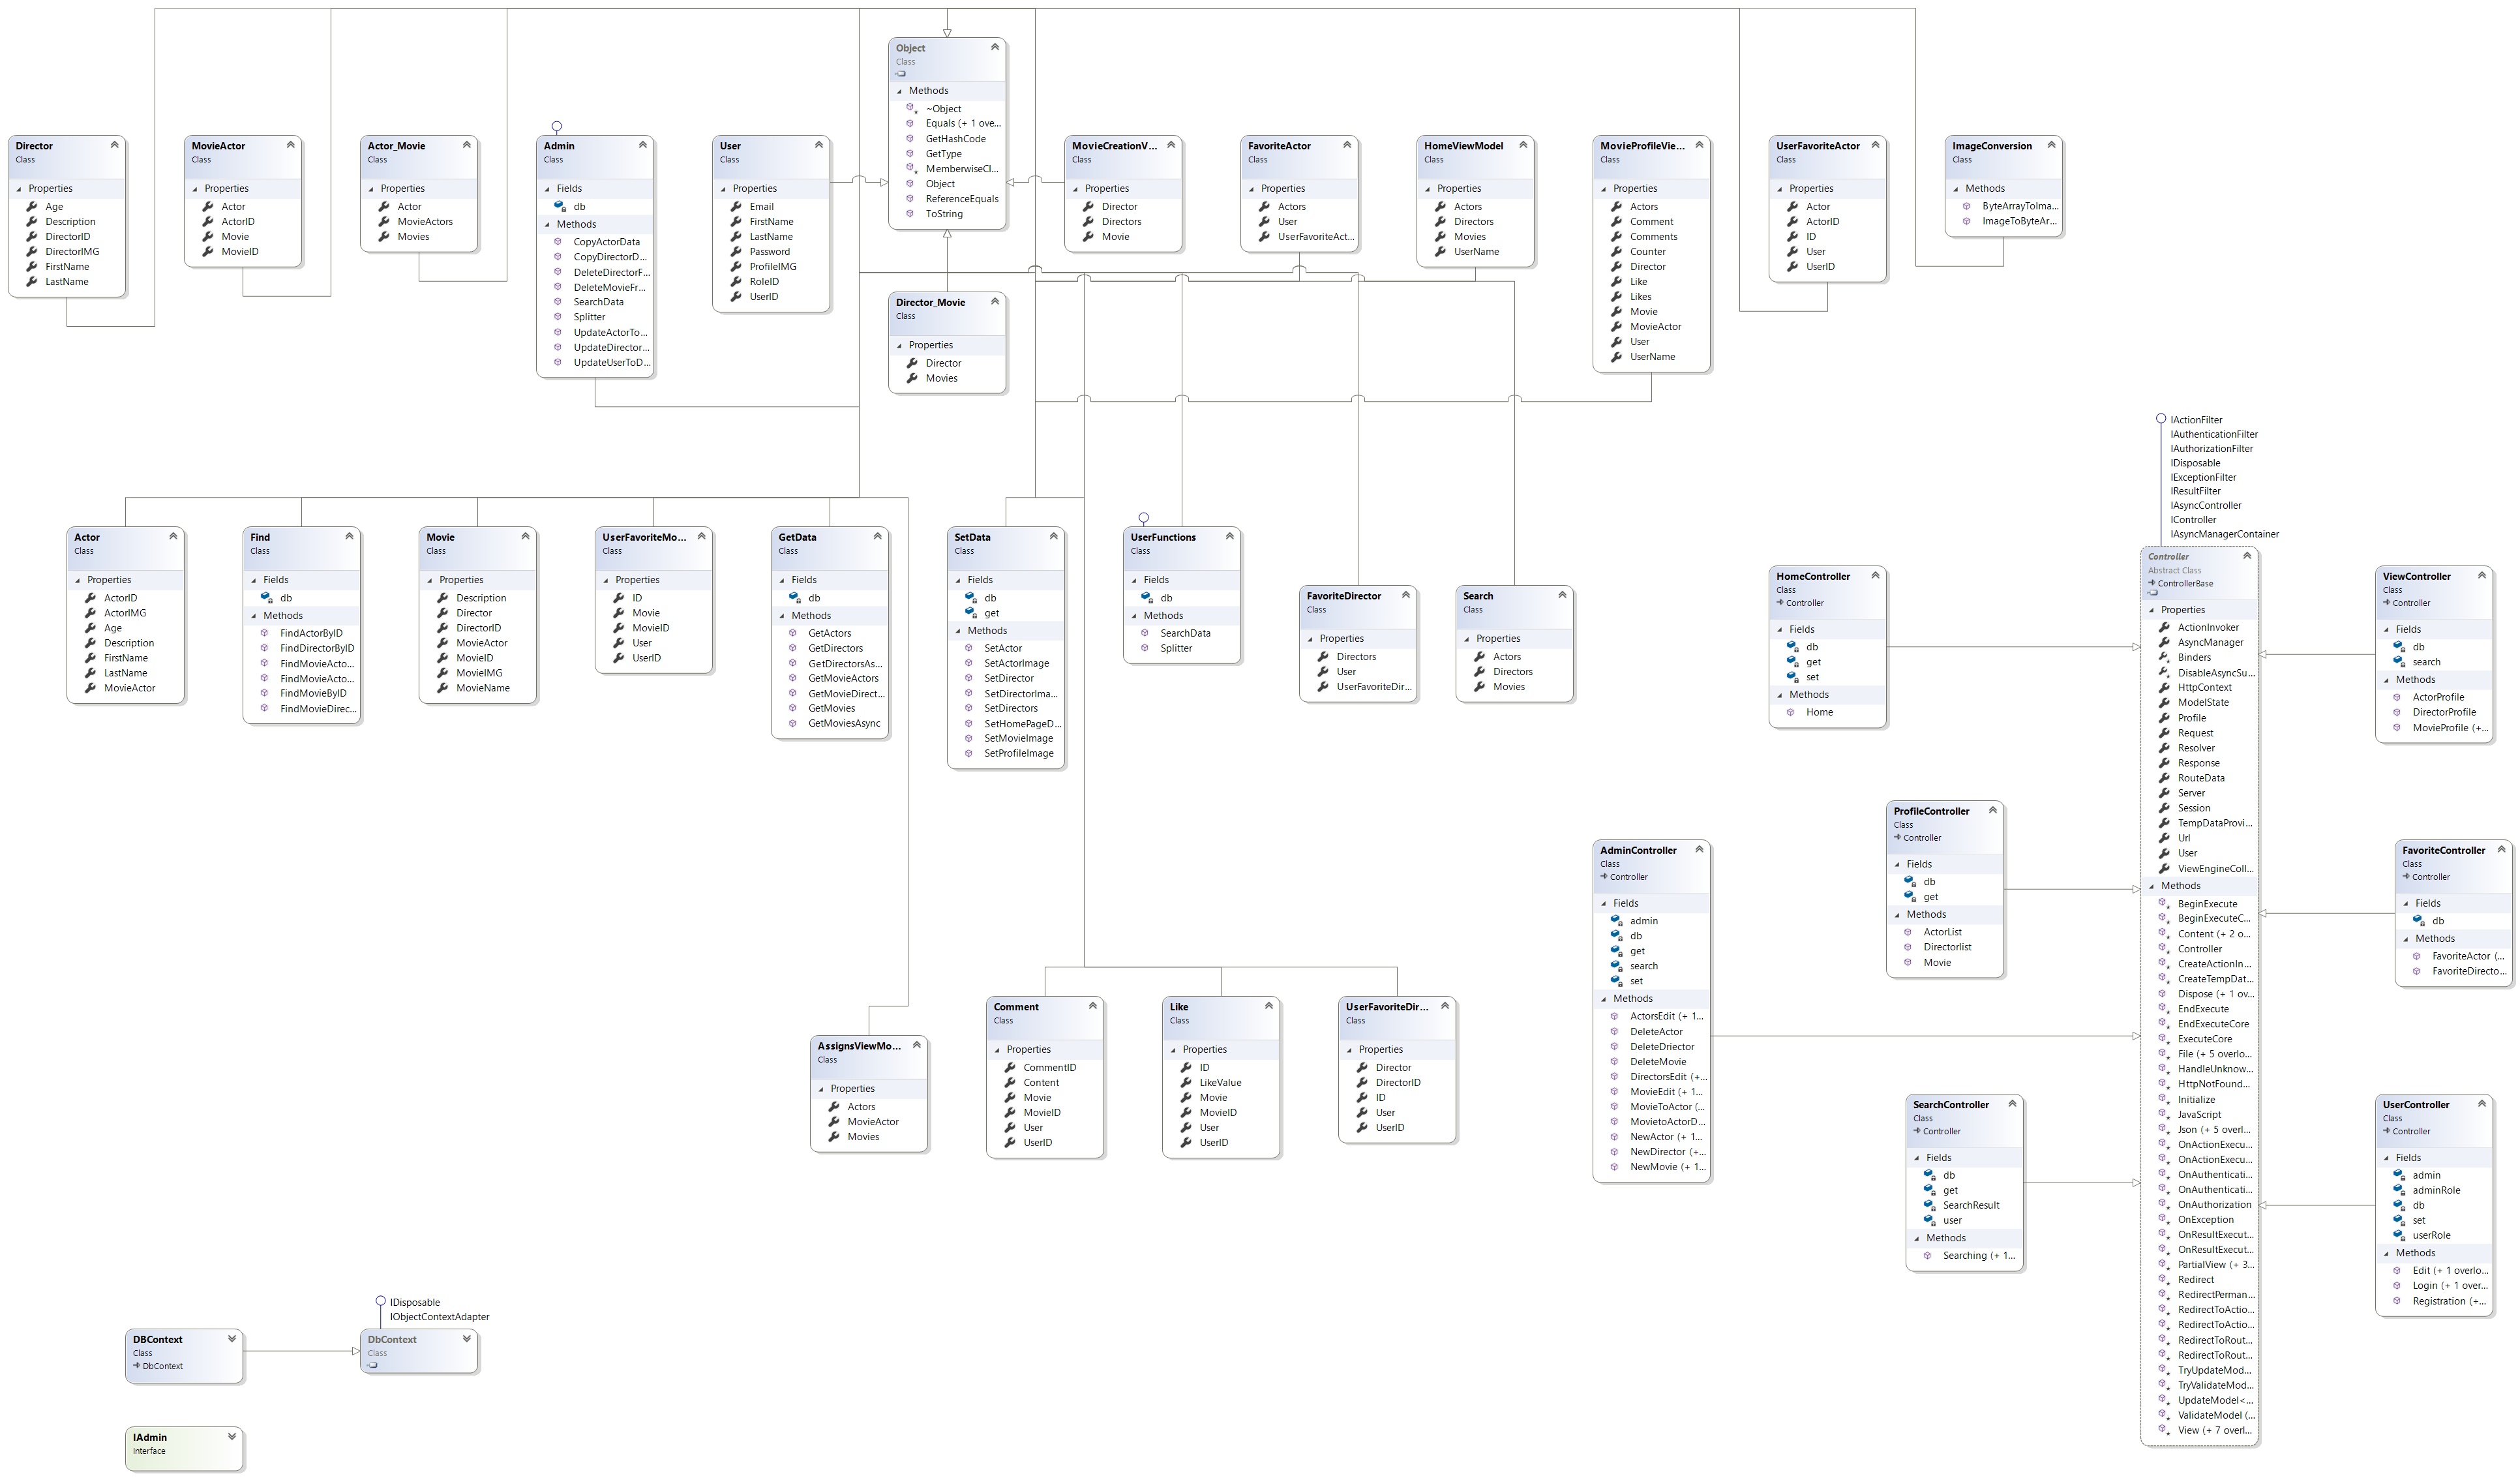 Object
Class
Methods
~Object
Equals (+ 1 ove...
GetHashCode
GetType
MemberwiseCl...
Object
ReferenceEquals
ToString
Director
Class
Properties
Age
Description
DirectorID
DirectorIMG
FirstName
LastName
MovieActor
Class
Properties
Actor
ActorID
Movie
MovieID
Actor_Movie
Class
Properties
Actor
MovieActors
Movies
Admin
Class
Fields
db
Methods
CopyActorData
CopyDirectorD...
DeleteDirectorF...
DeleteMovieFr...
SearchData
Splitter
UpdateActorTo...
UpdateDirector...
UpdateUserToD...
User
Class
Properties
Email
FirstName
LastName
Password
ProfileIMG
RoleID
UserID
MovieCreationV...
Class
Properties
Director
Directors
Movie
FavoriteActor
Class
Properties
Actors
User
UserFavoriteAct...
HomeViewModel
Class
Properties
Actors
Directors
Movies
UserName
MovieProfileVie...
Class
Properties
Actors
Comment
Comments
Counter
Director
Like
Likes
Movie
MovieActor
User
UserName
UserFavoriteActor
Class
Properties
Actor
ActorID
ID
User
UserID
ImageConversion
Class
Methods
ByteArrayToIma...
ImageToByteAr...
Director_Movie
Class
Properties
Director
Movies
Actor
Class
Properties
ActorID
ActorIMG
Age
Description
FirstName
LastName
MovieActor
Find
Class
Fields
db
Methods
FindActorByID
FindDirectorByID
FindMovieActo...
FindMovieActo...
FindMovieByID
FindMovieDirec...
Movie
Class
Properties
Description
Director
DirectorID
MovieActor
MovieID
MovieIMG
MovieName
UserFavoriteMo...
Class
Properties
ID
Movie
MovieID
User
UserID
GetData
Class
Fields
db
Methods
GetActors
GetDirectors
GetDirectorsAs...
GetMovieActors
GetMovieDirect...
GetMovies
GetMoviesAsync
SetData
Class
Fields
db
get
Methods
SetActor
SetActorImage
SetDirector
SetDirectorIma...
SetDirectors
SetHomePageD...
SetMovieImage
SetProfileImage
UserFunctions
Class
Fields
db
Methods
SearchData
Splitter
FavoriteDirector
Class
Properties
Directors
User
UserFavoriteDir...
Search
Class
Properties
Actors
Directors
Movies
HomeController
Class
Controller
Fields
db
get
set
Methods
Home
IActionFilter
IAuthenticationFilter
IAuthorizationFilter
IDisposable
IExceptionFilter
IResultFilter
IAsyncController
IController
IAsyncManagerContainer
Controller
Abstract Class
ControllerBase
Properties
ActionInvoker
AsyncManager
Binders
DisableAsyncSu...
HttpContext
ModelState
Profile
Request
Resolver
Response
RouteData
Server
Session
TempDataProvi...
Url
User
ViewEngineColl...
Methods
BeginExecute
BeginExecuteC...
Content (+ 2 o...
Controller
CreateActionIn...
CreateTempDat...
Dispose (+ 1 ov...
EndExecute
EndExecuteCore
ExecuteCore
File (+ 5 overlo...
HandleUnknow...
HttpNotFound...
Initialize
JavaScript
Json (+ 5 overl...
OnActionExecu...
OnActionExecu...
OnAuthenticati...
OnAuthenticati...
OnAuthorization
OnException
OnResultExecut...
OnResultExecut...
PartialView (+ 3...
Redirect
RedirectPerman...
RedirectToActio...
RedirectToActio...
RedirectToRout...
RedirectToRout...
TryUpdateMod...
TryValidateMod...
UpdateModel<...
ValidateModel (...
View (+ 7 overl...
ViewController
Class
Controller
Fields
db
search
Methods
ActorProfile
DirectorProfile
MovieProfile (+...
ProfileController
Class
Controller
Fields
db
get
Methods
ActorList
Directorlist
Movie
AdminController
Class
Controller
Fields
admin
db
get
search
set
Methods
ActorsEdit (+ 1...
DeleteActor
DeleteDriector
DeleteMovie
DirectorsEdit (+...
MovieEdit (+ 1...
MovieToActor (...
MovietoActorD...
NewActor (+ 1...
NewDirector (+...
NewMovie (+ 1...
FavoriteController
Class
Controller
Fields
db
Methods
FavoriteActor (...
FavoriteDirecto...
AssignsViewMo...
Class
Properties
Actors
MovieActor
Movies
Comment
Class
Properties
CommentID
Content
Movie
MovieID
User
UserID
Like
Class
Properties
ID
LikeValue
Movie
MovieID
User
UserID
UserFavoriteDir...
Class
Properties
Director
DirectorID
ID
User
UserID
SearchController
Class
Controller
Fields
db
get
SearchResult
user
Methods
Searching (+ 1...
UserController
Class
Controller
Fields
admin
adminRole
db
set
userRole
Methods
Edit (+ 1 overlo...
Login (+ 1 over...
Registration (+...
DBContext
Class
DbContext
IDisposable
IObjectContextAdapter
DbContext
Class
IAdmin
Interface